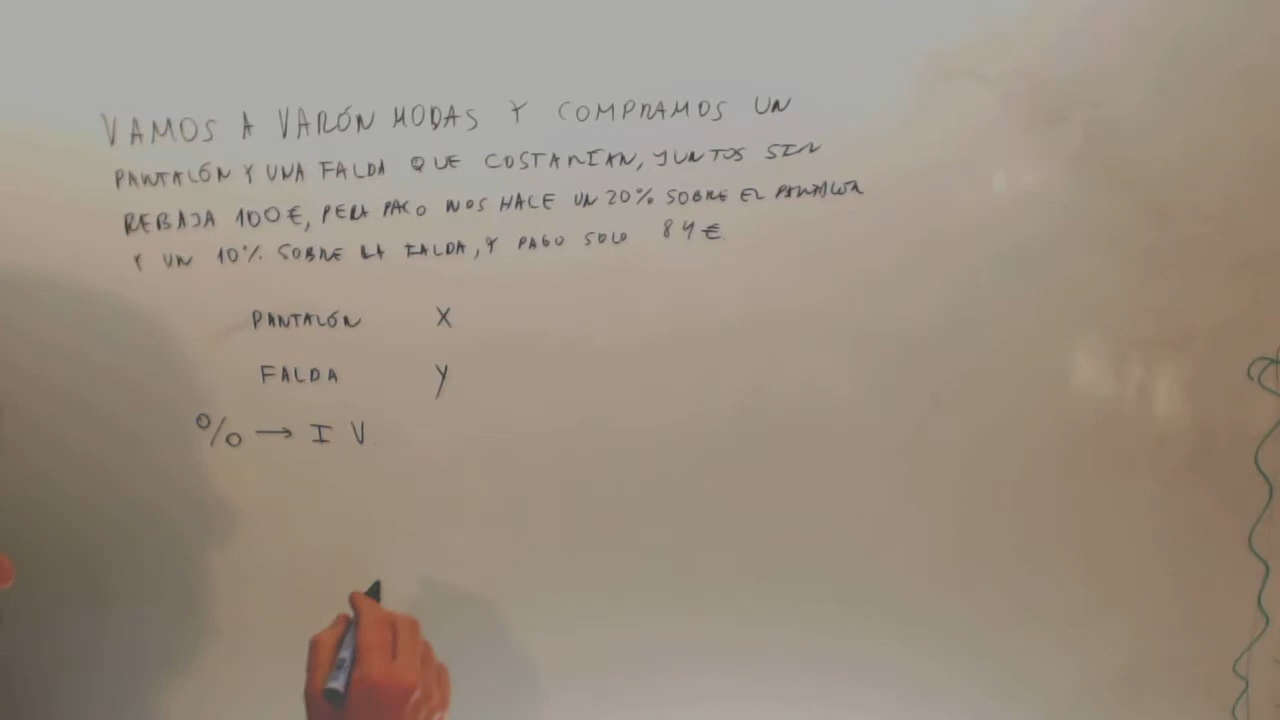 VAMOS A VARÓN MODAS Y COMPRAMOS UN
PANTALÓN Y UNA FALDA QUE COSTARÍAN, JUNTOS SIN
REBAJA 100€, PERO PACO NOS HACE UN 20% SOBRE EL PANTALÓN
Y UN 10% SOBRE LA FALDA, Y PAGO SOLO 84€
PANTALÓN X
FALDA Y
% → I V